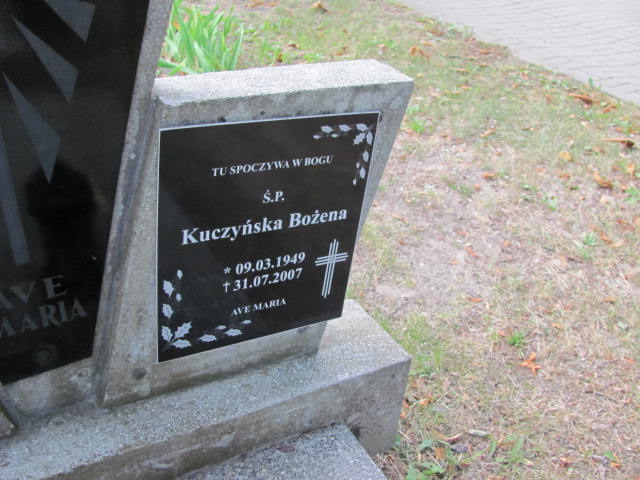 TU SPOCZYWA W BOGU
Ś.P.
Kuczyńska Bożena
* 09.03.1949
† 31.07.2007
AVE MARIA
AVE
MARIA